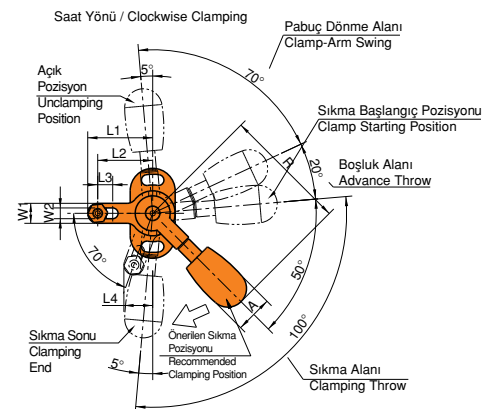 Saat Yönü / Clockwise Clamping
Pabuç Dönme Alanı
Clamp-Arm Swing
Açık
Pozisyon
Unclamping
Position
5°
70°
Sıkma Başlangıç Pozisyonu
Clamp Starting Position
L1
L2
L3
R
20°
Boşluk Alanı
Advance Throw
W1
W2
70°
50°
100°
L4
A
Sıkma Sonu
Clamping
End
5°
Önerilen Sıkma
Pozisyonu
Recommended
Clamping Position
Sıkma Alanı
Clamping Throw